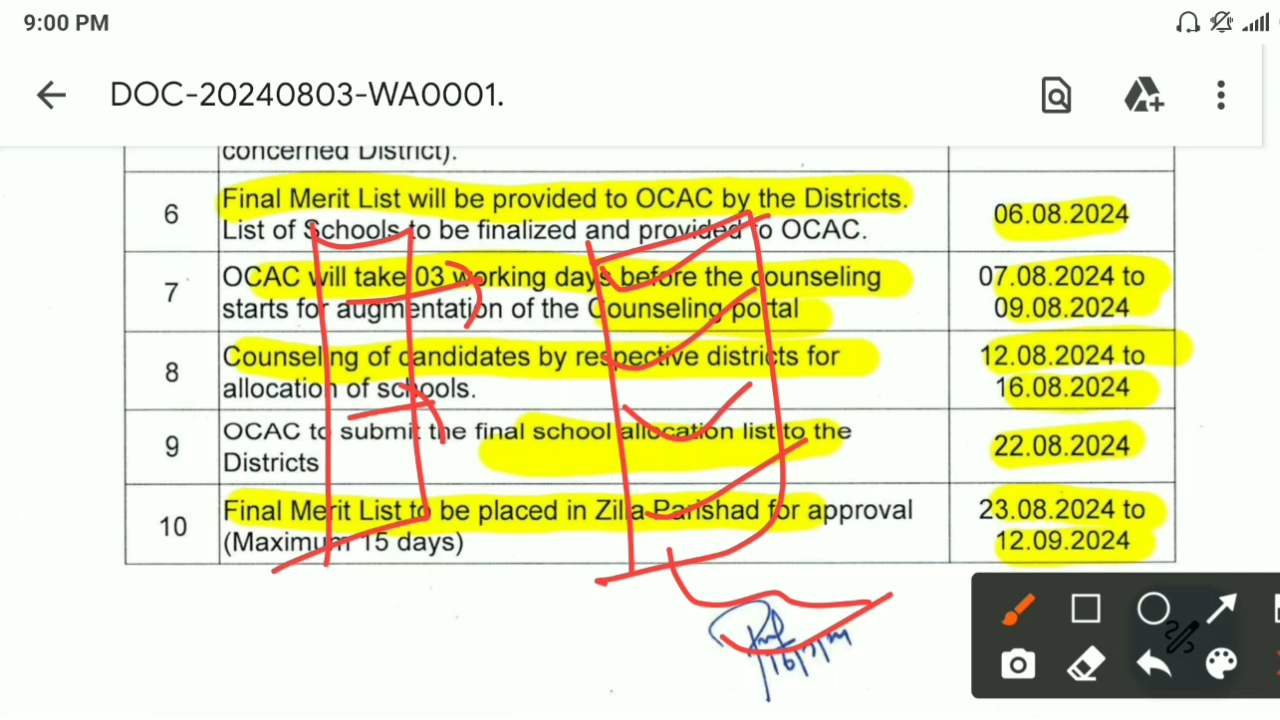 9:00 PM
DOC-20240803-WA0001.
concerned District).
6
Final Merit List will be provided to OCAC by the Districts.
List of Schools to be finalized and provided to OCAC.
06.08.2024
7
OCAC will take 03 working days before the counseling
starts for augmentation of the Counseling portal
07.08.2024 to
09.08.2024
8
Counseling of candidates by respective districts for
allocation of schools.
12.08.2024 to
16.08.2024
9
OCAC to submit the final school allocation list to the
Districts
22.08.2024
10
Final Merit List to be placed in Zilla Parishad for approval
(Maximum 15 days)
23.08.2024 to
12.09.2024